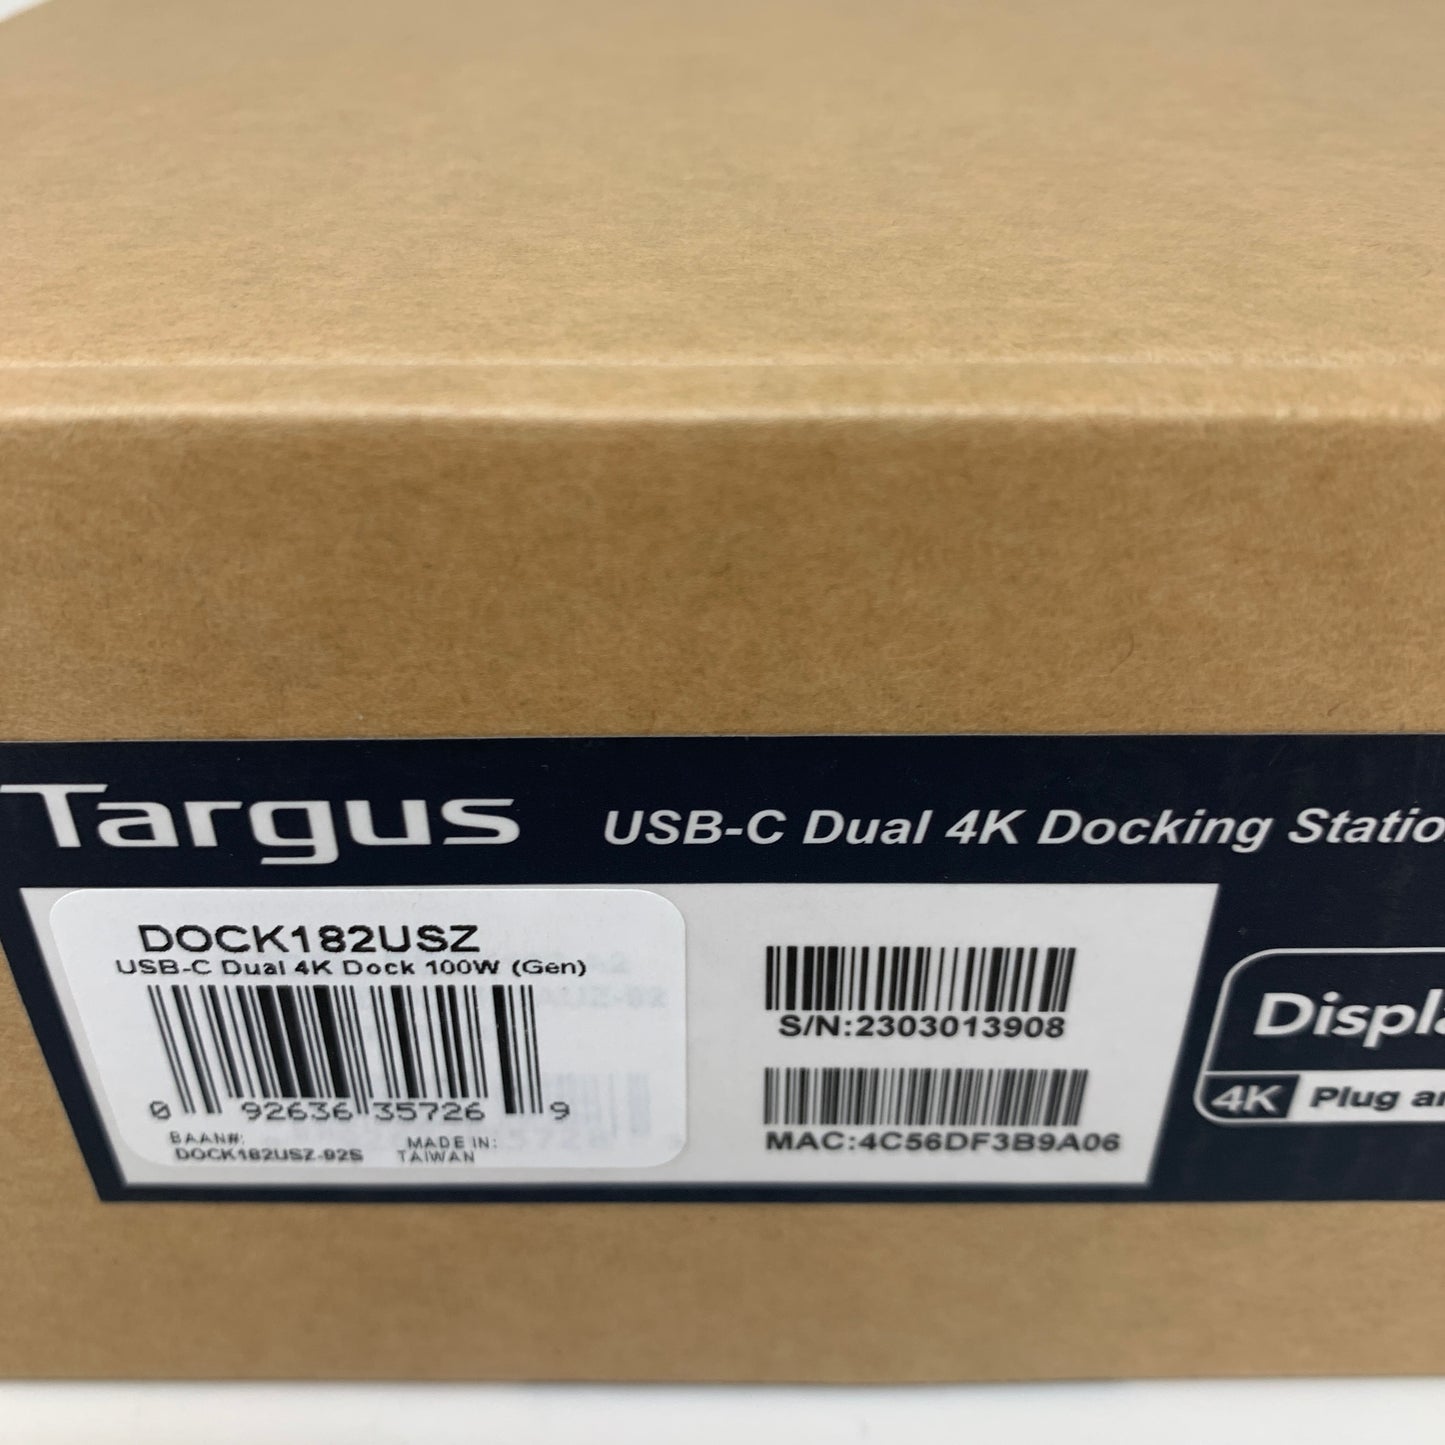 Targus
USB-C Dual 4K Docking Statio
DOCK182USZ
USB-C Dual 4K Dock 100W (Gen)
0 92636 35726 9
BAAN#:
DOCK182USZ-92S
MADE IN:
TAIWAN
S/N:2303013908
MAC:4C56DF3B9A06
Displa
4K Plug an